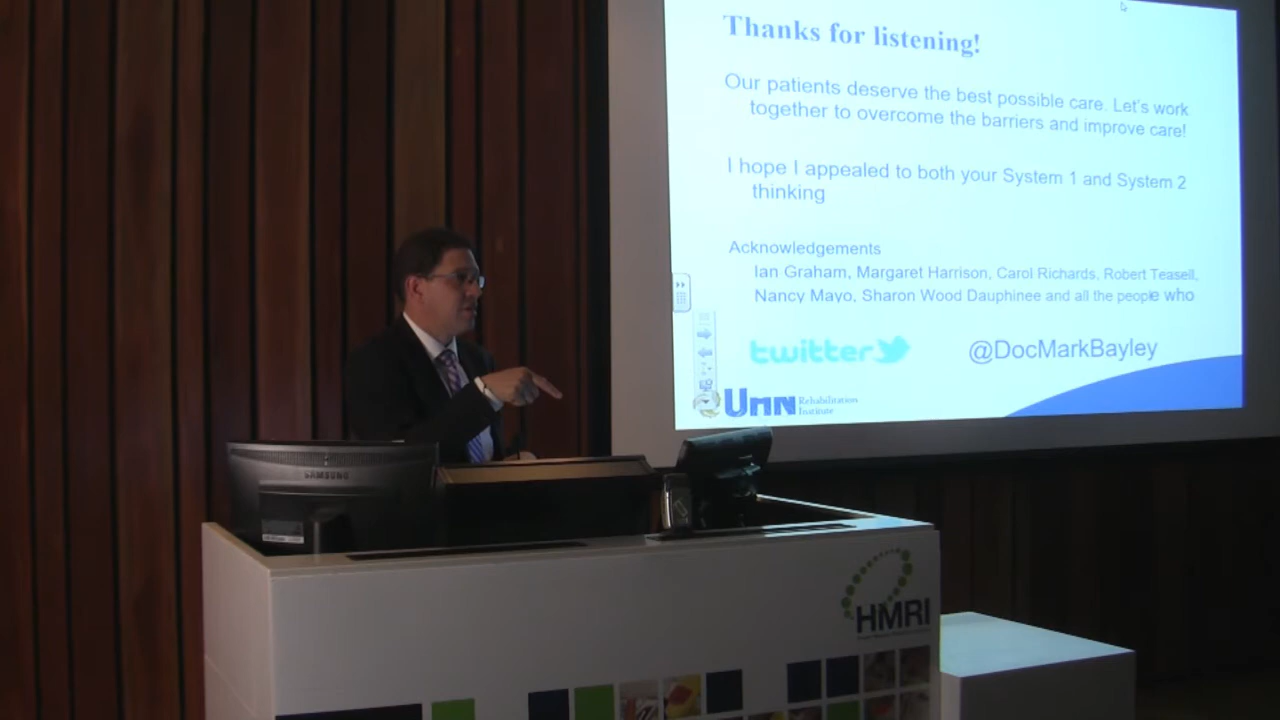 Thanks for listening!
Our patients deserve the best possible care. Let's work
together to overcome the barriers and improve care!
I hope I appealed to both your System 1 and System 2
thinking
Acknowledgements
Ian Graham, Margaret Harrison, Carol Richards, Robert Teasell,
Nancy Mayo, Sharon Wood Dauphinee and all the people who
twitter @DocMarkBayley
Rehabilitation
Institute
SAMSUNG
HMRI